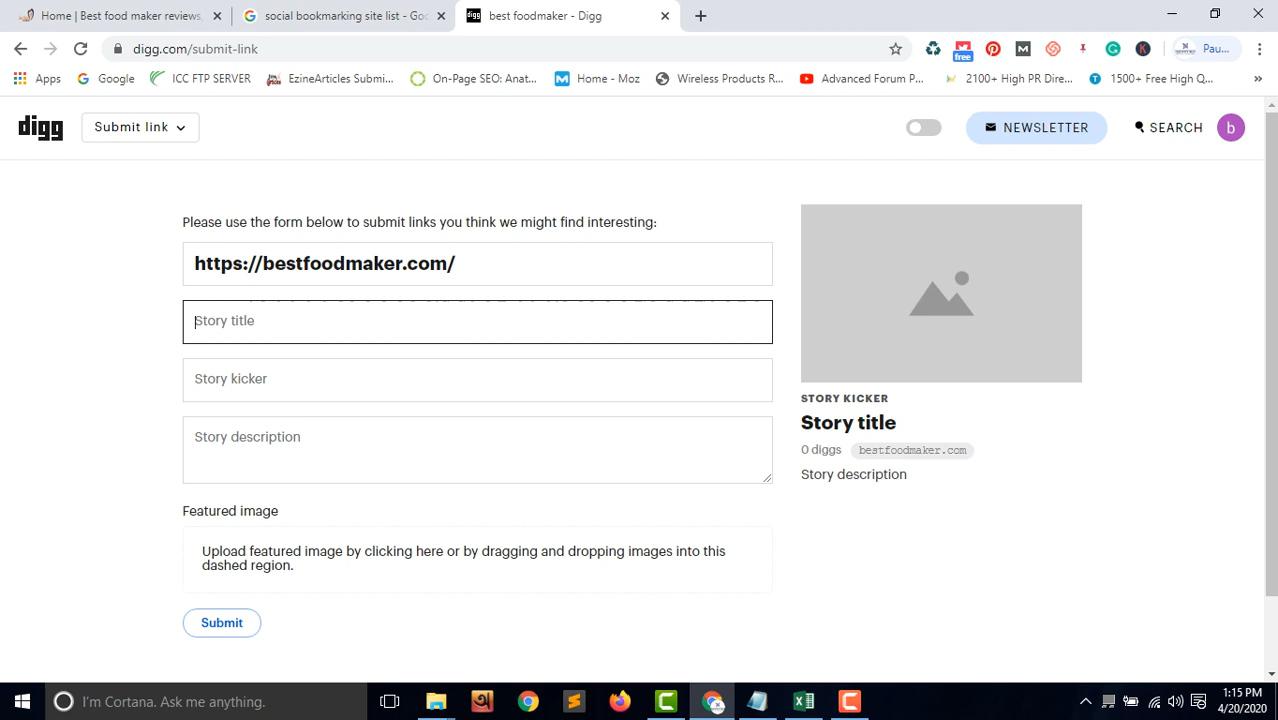 Home | Best food maker reviews,
social bookmarking site list - Goo
best foodmaker - Digg
digg.com/submit-link
free
Pau...
Apps
Google
ICC FTP SERVER
EzineArticles Submi...
On-Page SEO: Anat...
Home - Moz
Wireless Products R...
Advanced Forum P...
2100+ High PR Dire...
1500+ Free High Q...
digg
Submit link
NEWSLETTER
SEARCH
b
Please use the form below to submit links you think we might find interesting:
https://bestfoodmaker.com/
Story title
Story kicker
Story description
Featured image
Upload featured image by clicking here or by dragging and dropping images into this
dashed region.
Submit
STORY KICKER
Story title
0 diggs bestfoodmaker.com
Story description
I'm Cortana. Ask me anything.
1:15 PM
4/20/2020